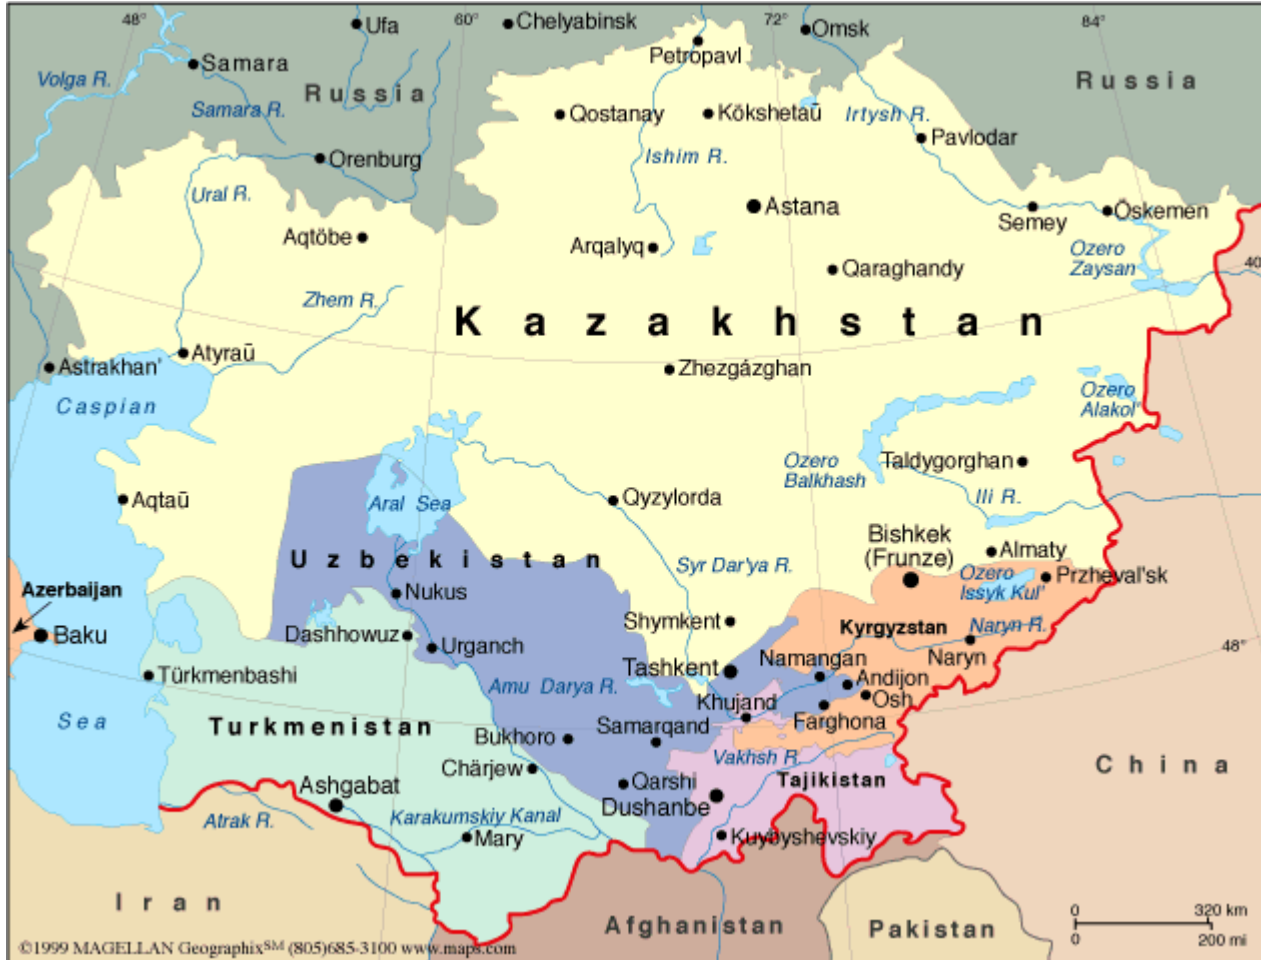 48°
60°
72°
84°
Ufa
Chelyabinsk
Omsk
Petropavl
Samara
Volga R.
Russia
Russia
Samara R.
Qostanay
Kökshetaū
Irtysh R.
Pavlodar
Orenburg
Ishim R.
Ural R.
Astana
Semey
Öskemen
Aqtöbe
Arqalyq
Ozero
Zaysan
Qaraghandy
40
Zhem R.
Kazakhstan
Atyraū
Astrakhan'
Zhezgázghan
Caspian
Ozero
Alakol'
Ozero
Balkhash
Taldygorghan
Aqtaū
Aral Sea
Qyzylorda
Ili R.
Bishkek
(Frunze)
Almaty
Uzbekistan
Syr Dar'ya R.
Ozero
Issyk Kul'
Przheval'sk
Azerbaijan
Nukus
Baku
Dashhowuz
Urganch
Shymkent
Kyrgyzstan
Naryn R.
48°
Naryn
Türkmenbashi
Tashkent
Namangan
Andijon
Amu Darya R.
Khujand
Osh
Farghona
Sea
Turkmenistan
Samarqand
Bukhoro
Vakhsh R.
China
Chärjew
Qarshi
Tajikistan
Ashgabat
Dushanbe
Atrak R.
Karakumskiy Kanal
Mary
Kuybyshevskiy
Iran
Afghanistan
Pakistan
0
320 km
0
200 mi
©1999 MAGELLAN Geographix℠ (805)685-3100 www.maps.com